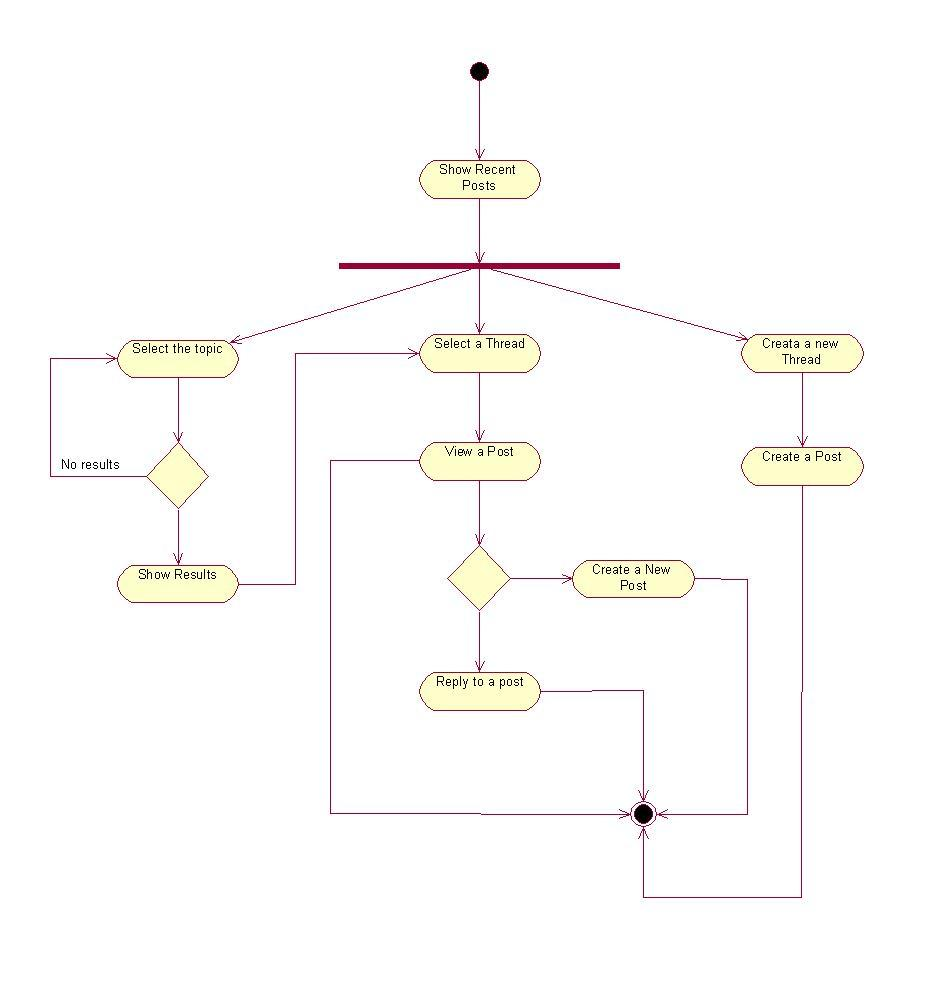 Show Recent
Posts
Select the topic
Select a Thread
Creata a new
Thread
No results
View a Post
Create a Post
Show Results
Create a New
Post
Reply to a post